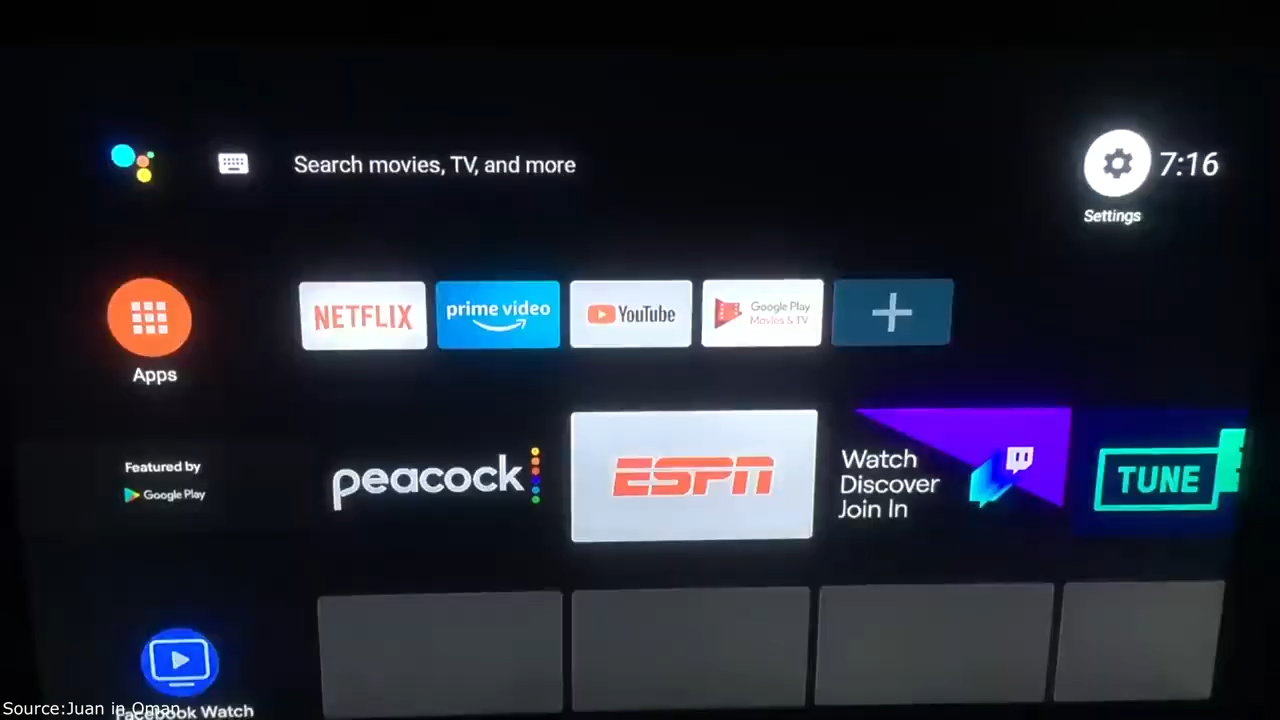 Search movies, TV, and more
7:16
Settings
NETFLIX
prime video
YouTube
Google Play
Movies & TV
Apps
Featured by
Google Play
peacock
ESPN
Watch
Discover
Join In
TUNE
Facebook Watch
Source:Juan in Oman